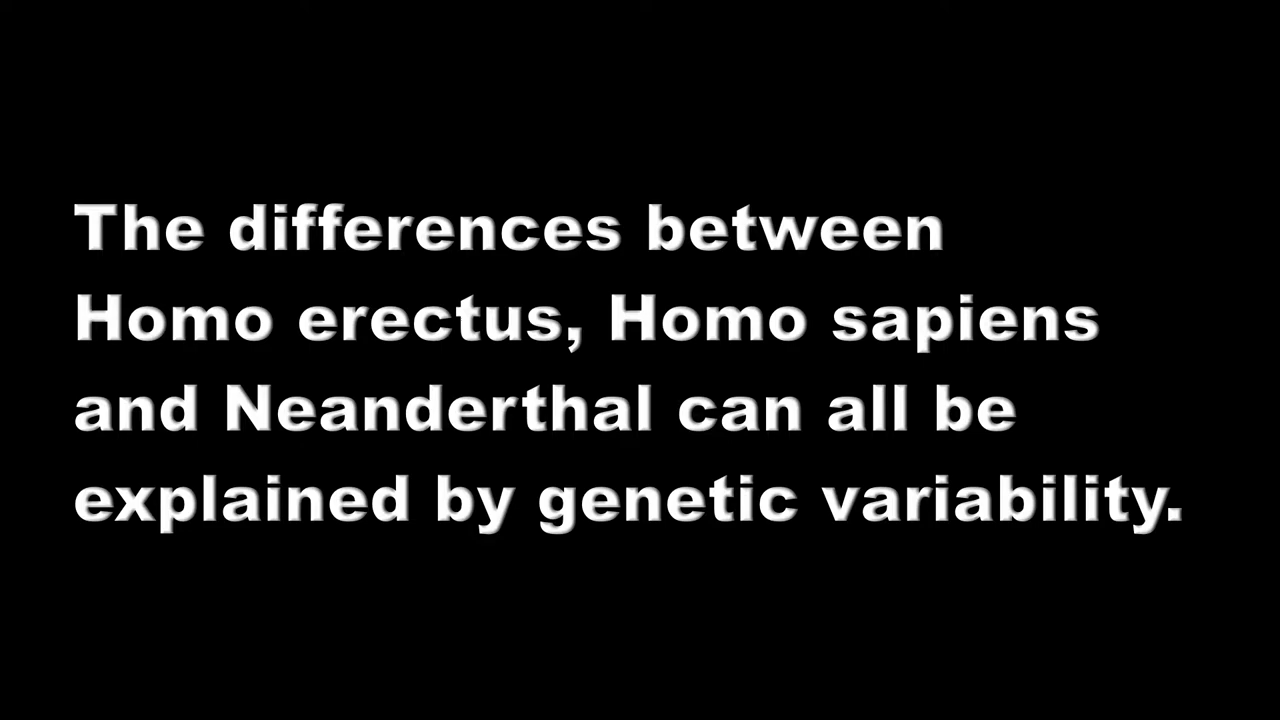 The differences between
Homo erectus, Homo sapiens
and Neanderthal can all be
explained by genetic variability.